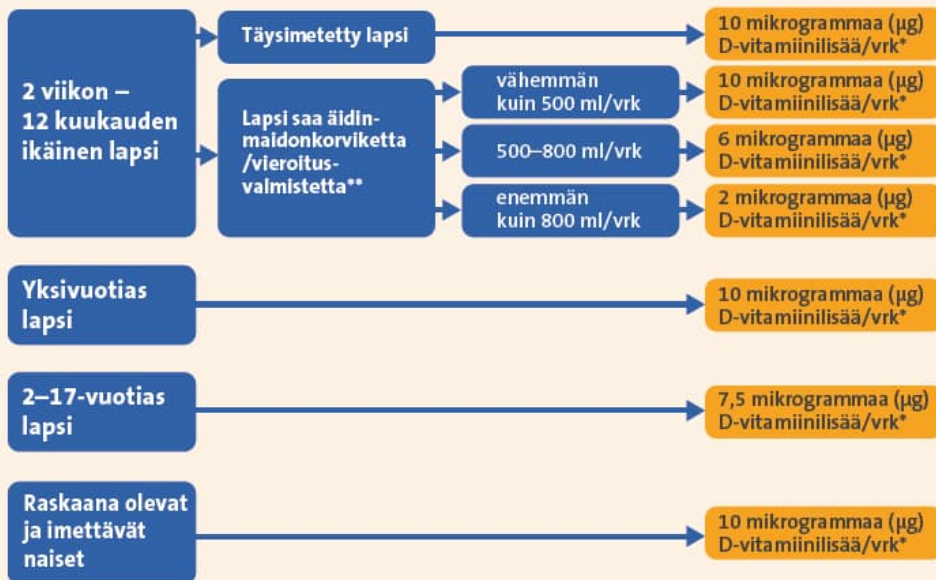 2 viikon –
12 kuukauden
ikäinen lapsi
Täysimetetty lapsi
10 mikrogrammaa (µg)
D-vitamiinilisää/vrk*
Lapsi saa äidin-
maidonkorviketta
/vieroitus-
valmistetta**
vähemmän
kuin 500 ml/vrk
10 mikrogrammaa (µg)
D-vitamiinilisää/vrk*
500–800 ml/vrk
6 mikrogrammaa (µg)
D-vitamiinilisää/vrk*
enemmän
kuin 800 ml/vrk
2 mikrogrammaa (µg)
D-vitamiinilisää/vrk*
Yksivuotias
lapsi
10 mikrogrammaa (µg)
D-vitamiinilisää/vrk*
2–17-vuotias
lapsi
7,5 mikrogrammaa (µg)
D-vitamiinilisää/vrk*
Raskaana olevat
ja imettävät
naiset
10 mikrogrammaa (µg)
D-vitamiinilisää/vrk*